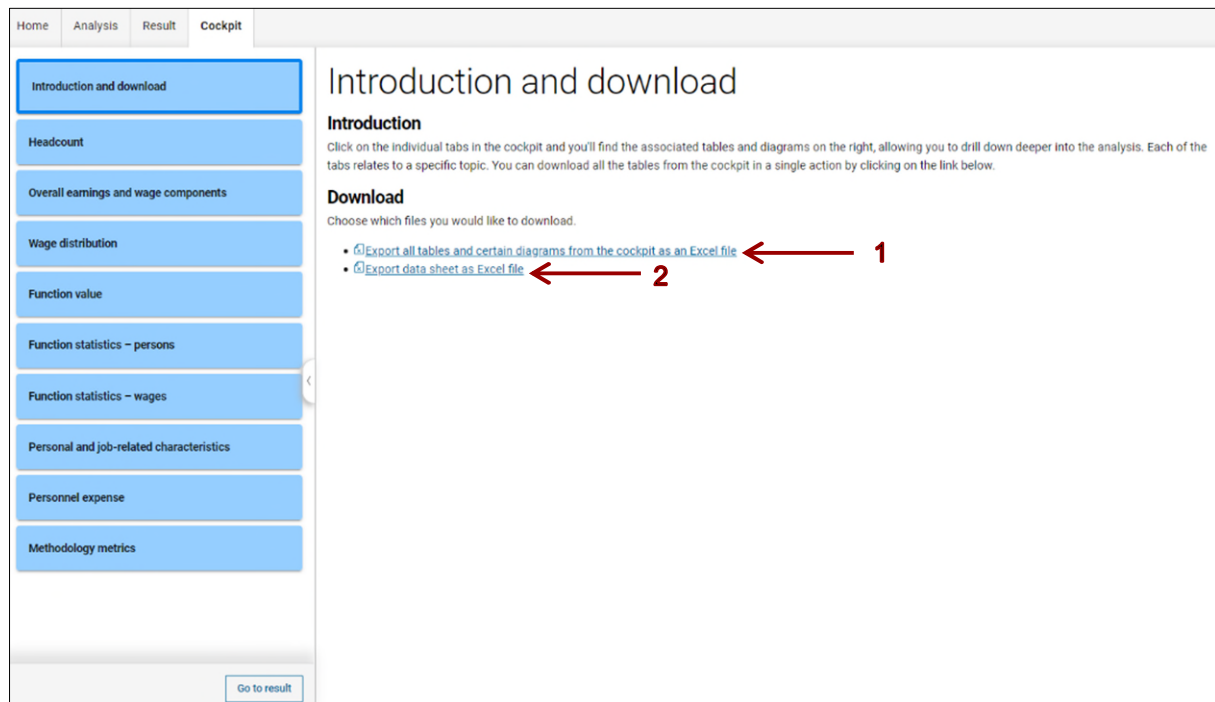 Home Analysis Result Cockpit
Introduction and download
Headcount
Overall earnings and wage components
Wage distribution
Function value
Function statistics – persons
Function statistics – wages
Personal and job-related characteristics
Personnel expense
Methodology metrics
Go to result
Introduction and download
Introduction
Click on the individual tabs in the cockpit and you'll find the associated tables and diagrams on the right, allowing you to drill down deeper into the analysis. Each of the
tabs relates to a specific topic. You can download all the tables from the cockpit in a single action by clicking on the link below.
Download
Choose which files you would like to download.
• Export all tables and certain diagrams from the cockpit as an Excel file 1
• Export data sheet as Excel file 2